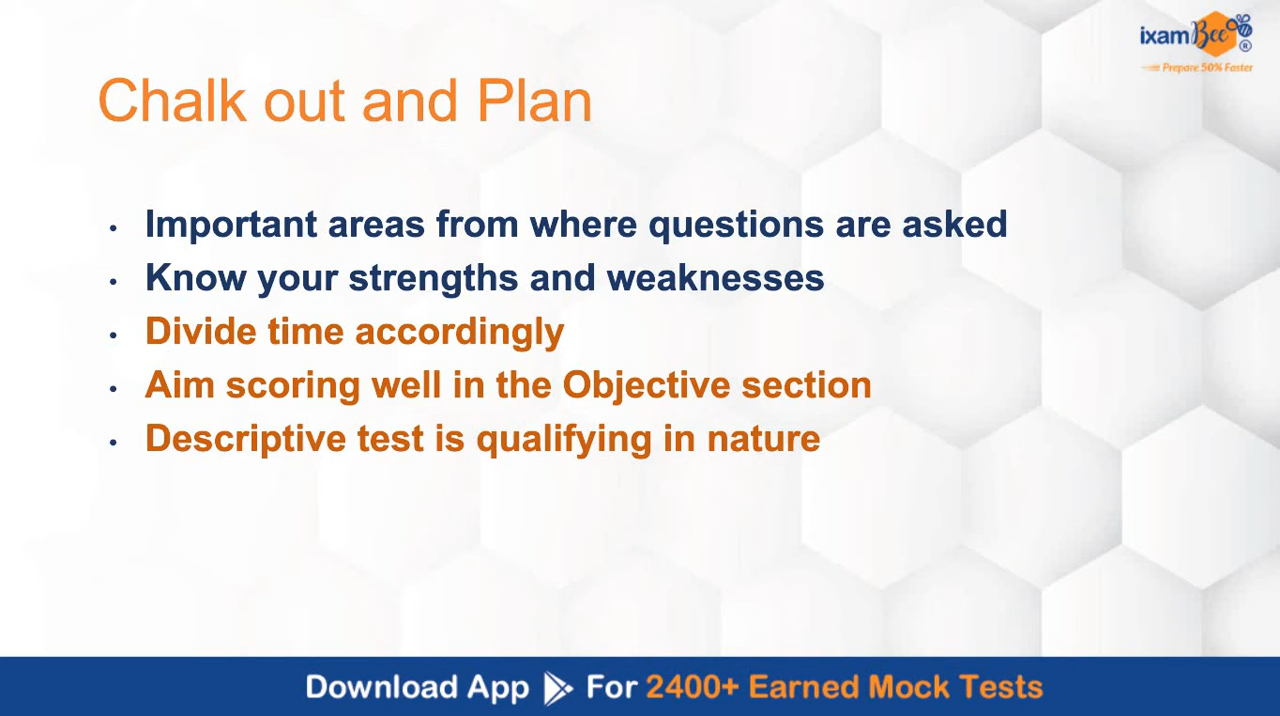 ixamBee
Prepare 50% Faster
Chalk out and Plan
• Important areas from where questions are asked
• Know your strengths and weaknesses
• Divide time accordingly
• Aim scoring well in the Objective section
• Descriptive test is qualifying in nature
Download App For 2400+ Earned Mock Tests